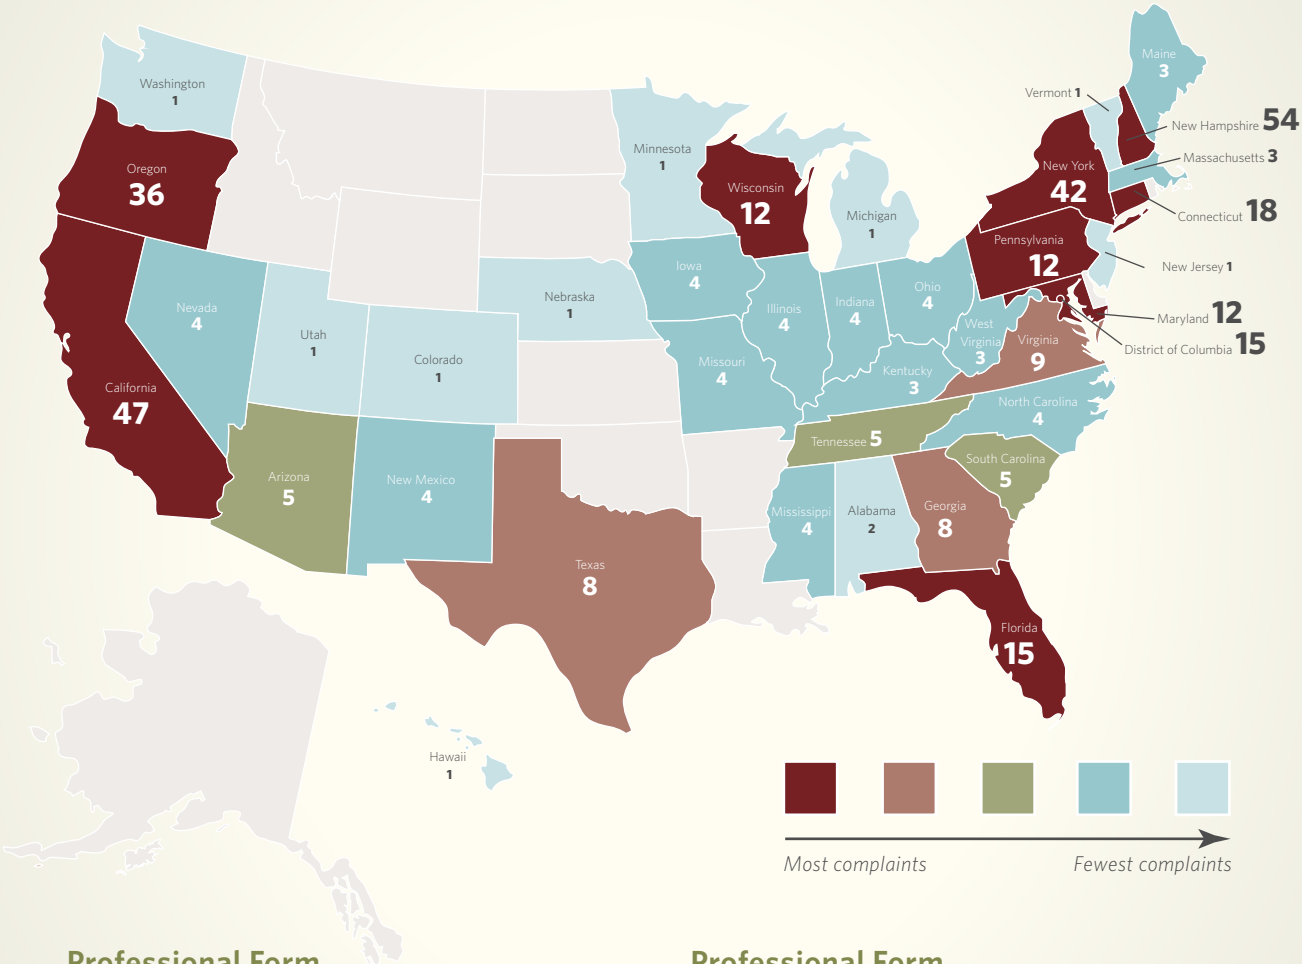 Maine
3
Washington
1
Vermont 1
New Hampshire 54
Minnesota
1
Massachusetts 3
Oregon
36
New York
42
Wisconsin
12
Michigan
1
Connecticut 18
Pennsylvania
12
New Jersey 1
Iowa
4
Ohio
4
Nebraska
1
Indiana
4
Illinois
4
Nevada
4
Maryland 12
West
Virginia
3
Utah
1
Virginia
9
District of Columbia 15
Colorado
1
Missouri
4
Kentucky
3
California
47
North Carolina
4
Tennessee 5
South Carolina
5
Arizona
5
New Mexico
4
Mississippi
4
Alabama
2
Georgia
8
Texas
8
Florida
15
Hawaii
1
Most complaints
Fewest complaints
Professional Form
Professional Form